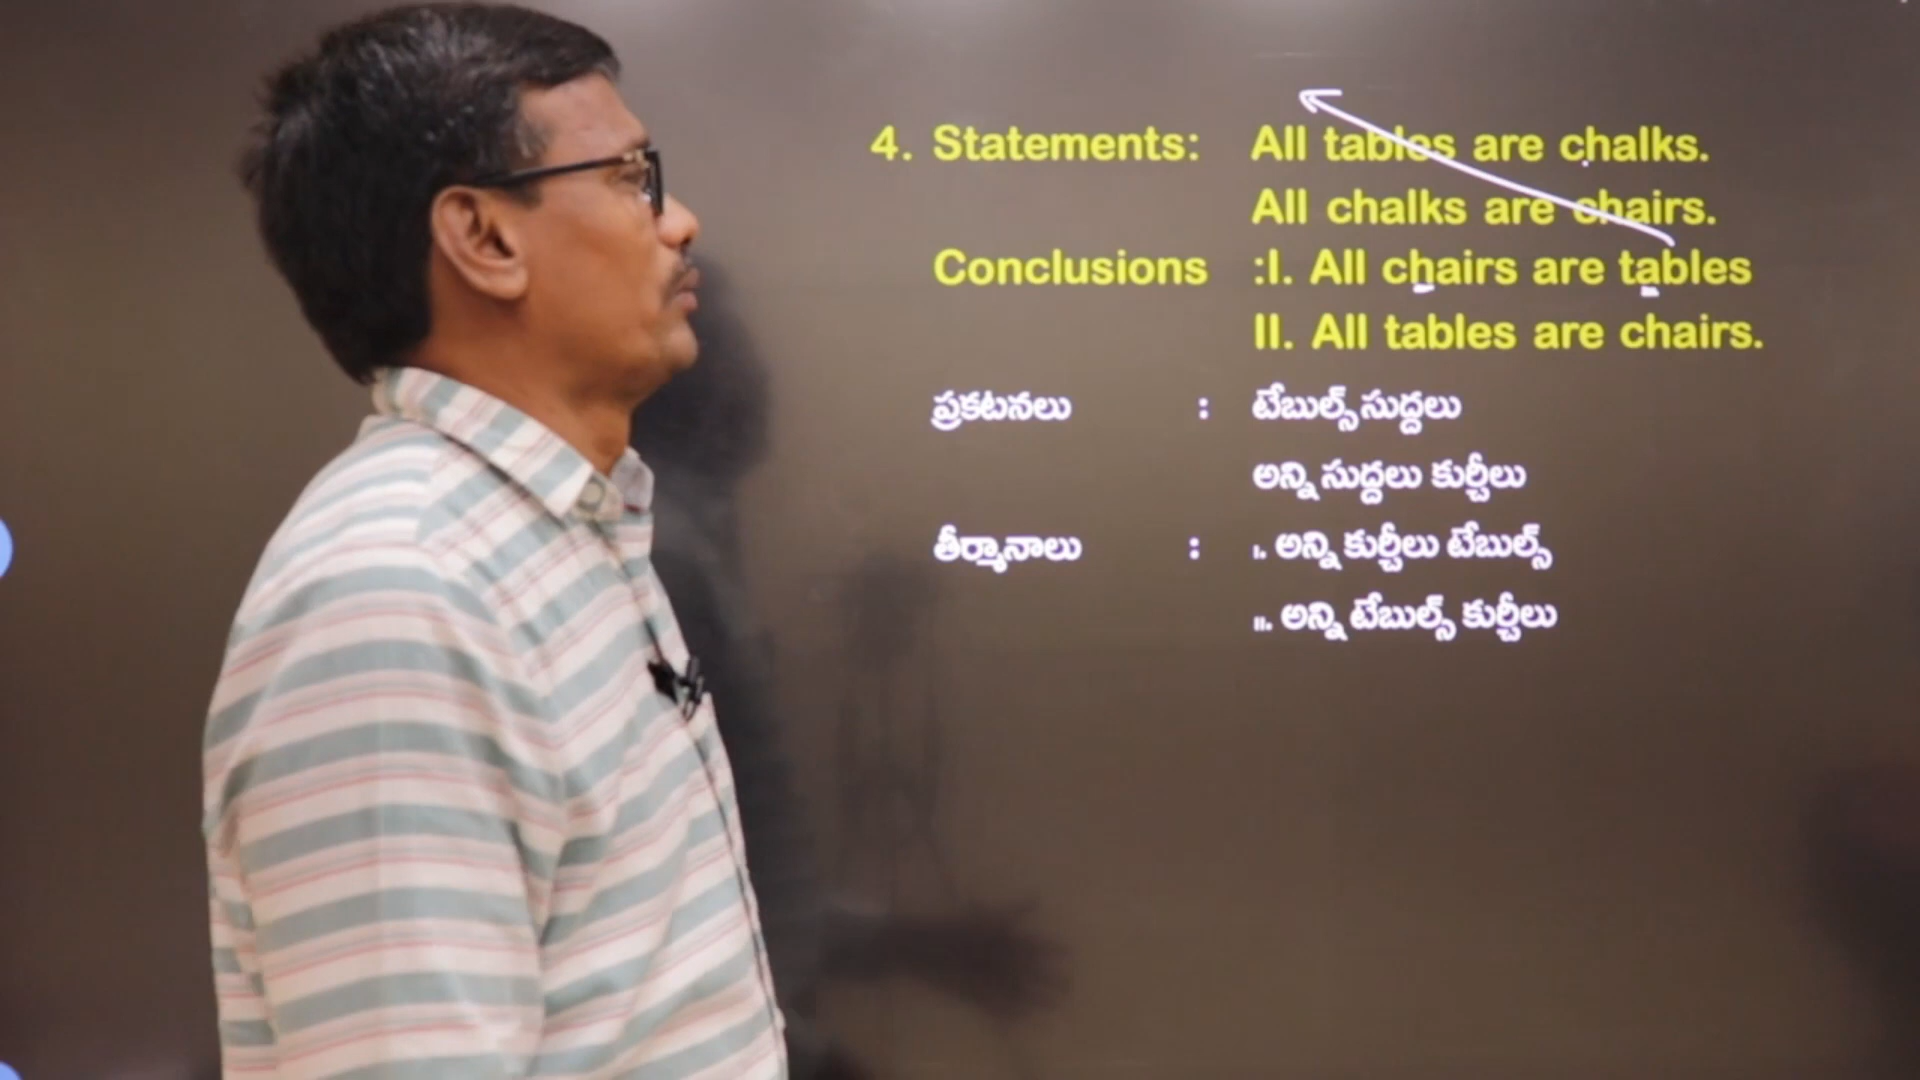 4. Statements: All tables are chalks.
All chalks are chairs.
Conclusions :I. All chairs are tables
II. All tables are chairs.
ప్రకటనలు : టేబుల్స్ సుద్దలు
అన్ని సుద్దలు కుర్చీలు
తీర్మానాలు : I. అన్ని కుర్చీలు టేబుల్స్
II. అన్ని టేబుల్స్ కుర్చీలు